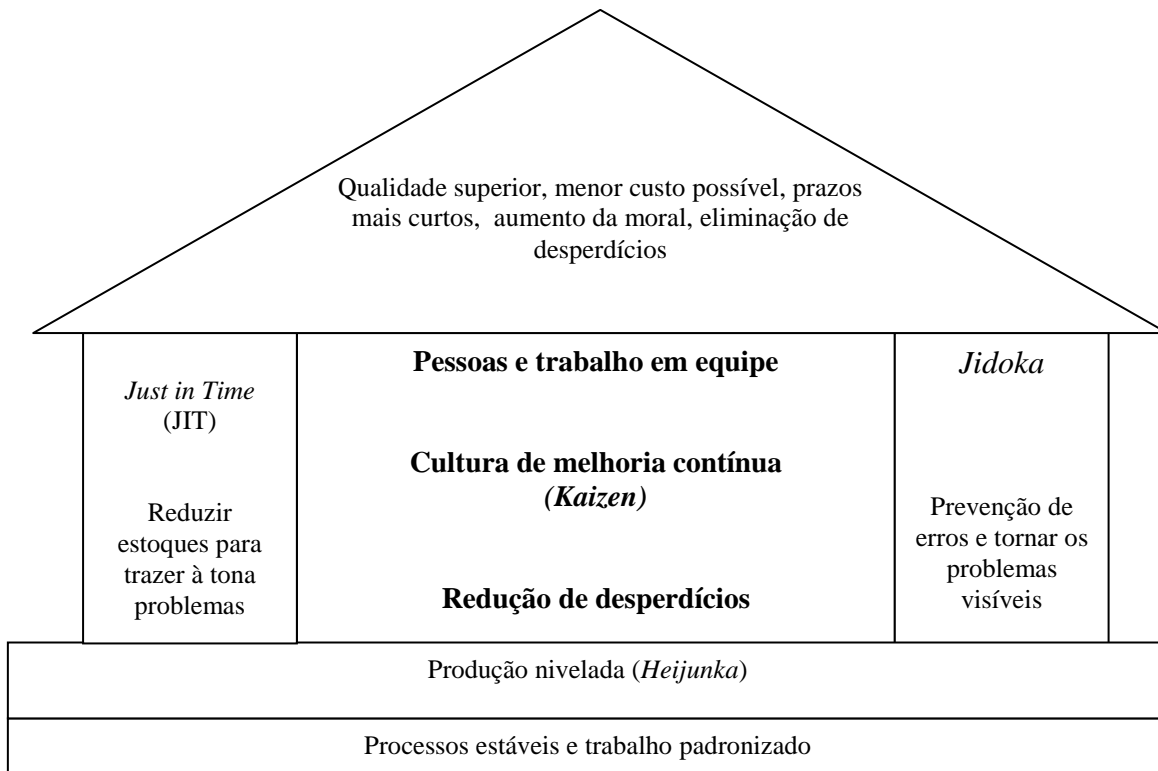 Qualidade superior, menor custo possível, prazos
mais curtos, aumento da moral, eliminação de
desperdícios
Just in Time
(JIT)
Reduzir
estoques para
trazer à tona
problemas
Pessoas e trabalho em equipe
Cultura de melhoria contínua
(Kaizen)
Redução de desperdícios
Jidoka
Prevenção de
erros e tornar os
problemas
visíveis
Produção nivelada (Heijunka)
Processos estáveis e trabalho padronizado